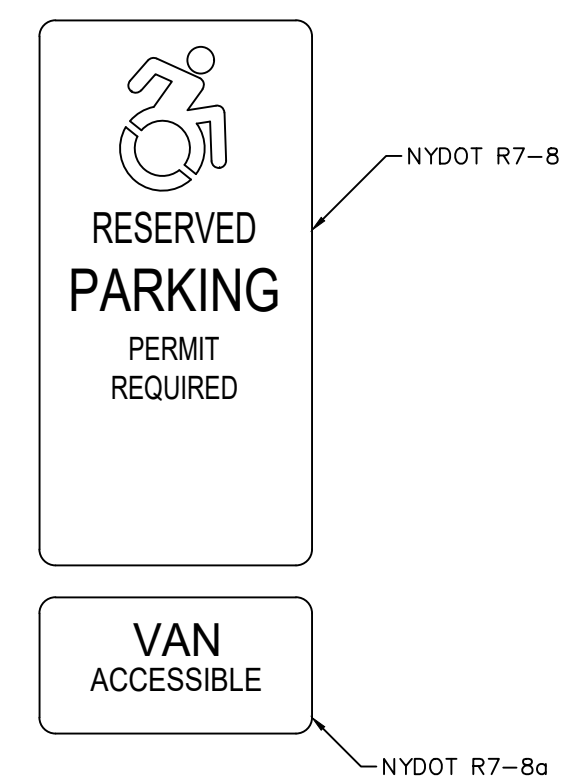 NYDOT R7-8
RESERVED
PARKING
PERMIT
REQUIRED
VAN
ACCESSIBLE
NYDOT R7-8a